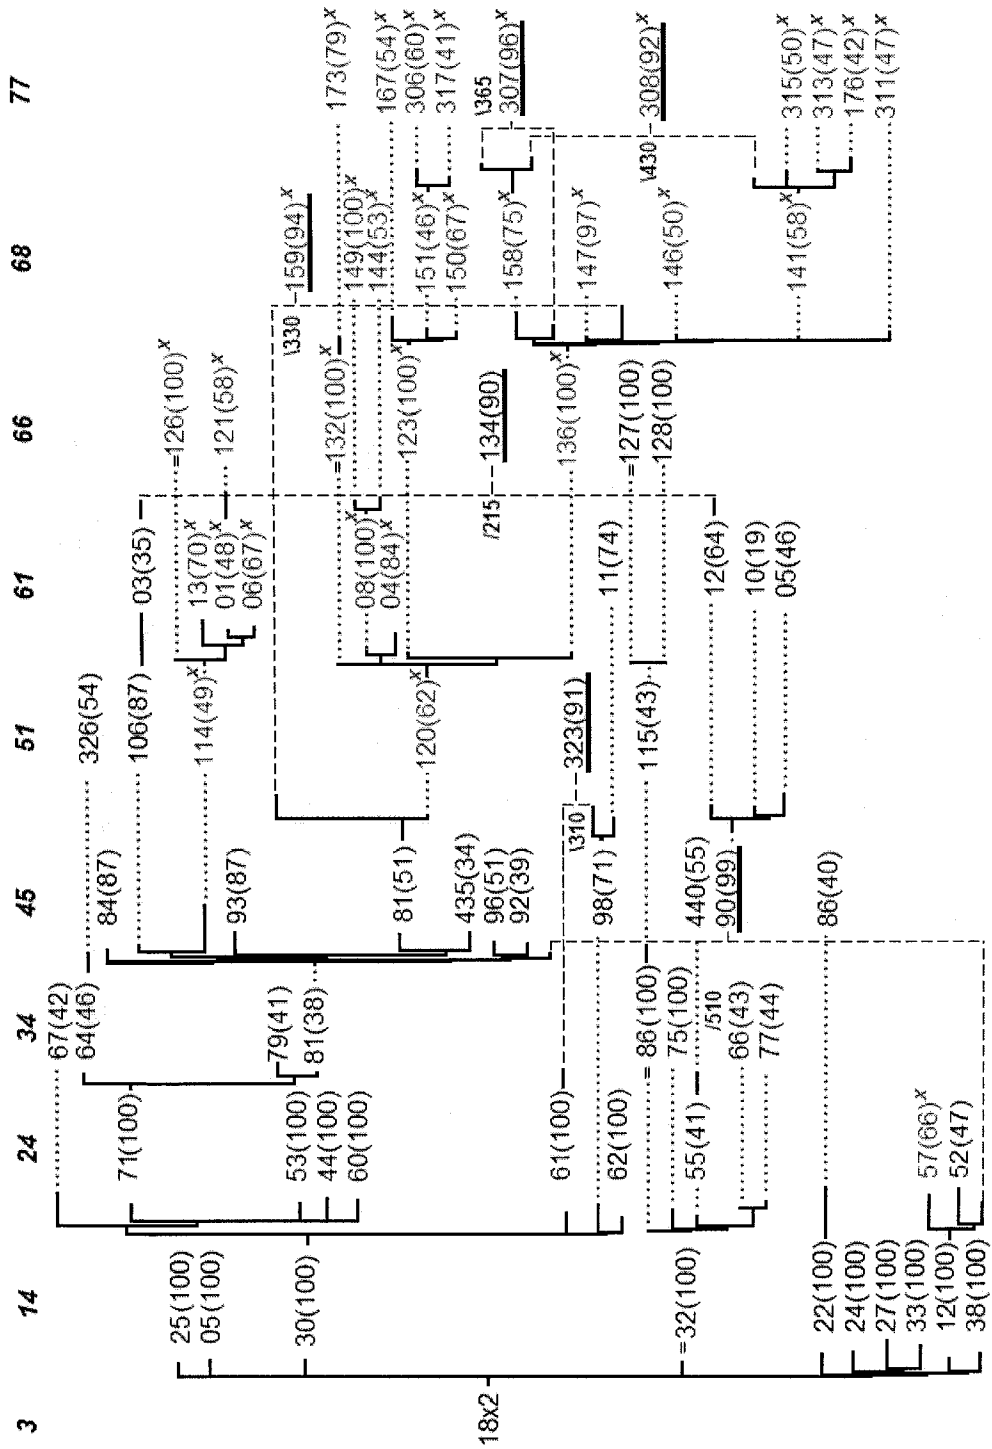 3 14 24 34 45 51 61 66 68 77
67(42)
64(46) 326(54)
84(87)
71(100) 106(87) 03(35)
=126(100)ˣ
25(100) 13(70)ˣ
05(100) 114(49)ˣ
01(48)ˣ 121(58)ˣ
93(87)
06(67)ˣ
79(41)
53(100) \330 159(94)ˣ
30(100)
81(38)
44(100)
=132(100)ˣ 173(79)ˣ
60(100) 08(100)ˣ 149(100)ˣ
04(84)ˣ 144(53)ˣ 167(54)ˣ
81(51) 123(100)ˣ 306(60)ˣ
120(62)ˣ 151(46)ˣ
317(41)ˣ
150(67)ˣ
435(34)
\365
18x2 96(51) /215 134(90)
158(75)ˣ 307(96)ˣ
92(39)
61(100) 136(100)ˣ
\310 323(91)
147(97)ˣ
98(71) 11(74)
62(100)
=127(100)
=86(100) 115(43) \430 308(92)ˣ
128(100)
75(100) 146(50)ˣ
=32(100)
55(41) 440(55)
/510 12(64)
90(99)
66(43)
10(19)
77(44)
05(46) 315(50)ˣ
141(58)ˣ
22(100) 86(40) 313(47)ˣ
24(100) 176(42)ˣ
27(100) 311(47)ˣ
33(100)
57(66)ˣ
12(100)
52(47)
38(100)